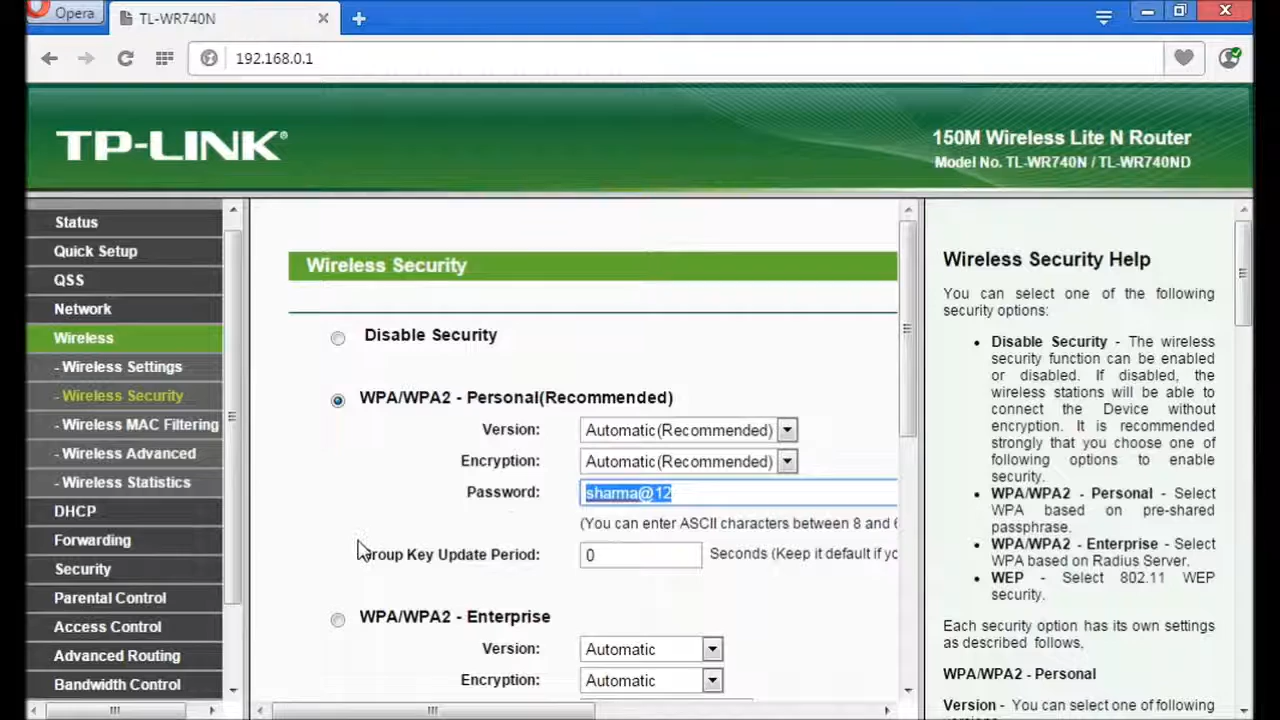 Opera
TL-WR740N
192.168.0.1
TP-LINK®
150M Wireless Lite N Router
Model No. TL-WR740N / TL-WR740ND
Status
Quick Setup
QSS
Network
Wireless
- Wireless Settings
- Wireless Security
- Wireless MAC Filtering
- Wireless Advanced
- Wireless Statistics
DHCP
Forwarding
Security
Parental Control
Access Control
Advanced Routing
Bandwidth Control
Wireless Security
Disable Security
WPA/WPA2 - Personal(Recommended)
Version: Automatic(Recommended)
Encryption: Automatic(Recommended)
Password: sharma@12
(You can enter ASCII characters between 8 and 6
Group Key Update Period: 0 Seconds (Keep it default if yo
WPA/WPA2 - Enterprise
Version: Automatic
Encryption: Automatic
Wireless Security Help
You can select one of the following
security options:
• Disable Security - The wireless
security function can be enabled
or disabled. If disabled, the
wireless stations will be able to
connect the Device without
encryption. It is recommended
strongly that you choose one of
following options to enable
security.
• WPA/WPA2 - Personal - Select
WPA based on pre-shared
passphrase.
• WPA/WPA2 - Enterprise - Select
WPA based on Radius Server.
• WEP - Select 802.11 WEP
security.
Each security option has its own settings
as described follows,
WPA/WPA2 - Personal
Version - You can select one of following